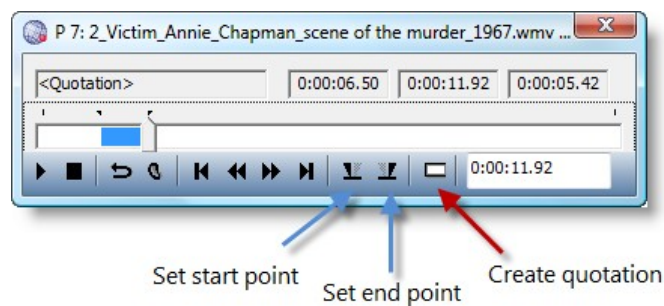 P 7: 2_Victim_Annie_Chapman_scene of the murder_1967.wmv ...
<Quotation> 0:00:06.50 0:00:11.92 0:00:05.42
0:00:11.92
Set start point
Set end point
Create quotation